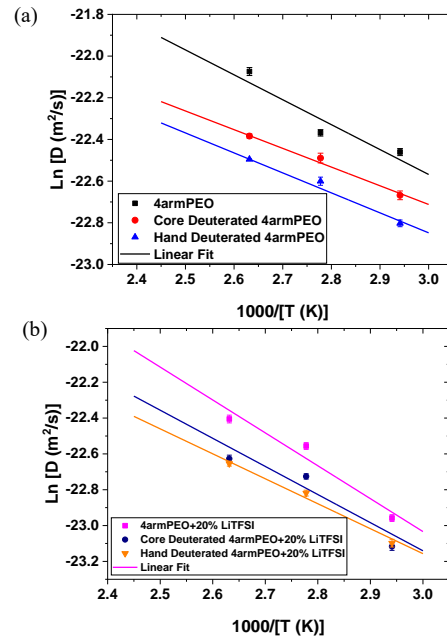 (a)
-21.8
-22.0
-22.2
-22.4
-22.6
-22.8
-23.0
Ln [D (m²/s)]
4armPEO
Core Deuterated 4armPEO
Hand Deuterated 4armPEO
Linear Fit
2.4 2.5 2.6 2.7 2.8 2.9 3.0
1000/[T (K)]
(b)
-22.0
-22.2
-22.4
-22.6
-22.8
-23.0
-23.2
Ln [D (m²/s)]
4armPEO+20% LiTFSI
Core Deuterated 4armPEO+20% LiTFSI
Hand Deuterated 4armPEO+20% LiTFSI
Linear Fit
2.4 2.5 2.6 2.7 2.8 2.9 3.0
1000/[T (K)]